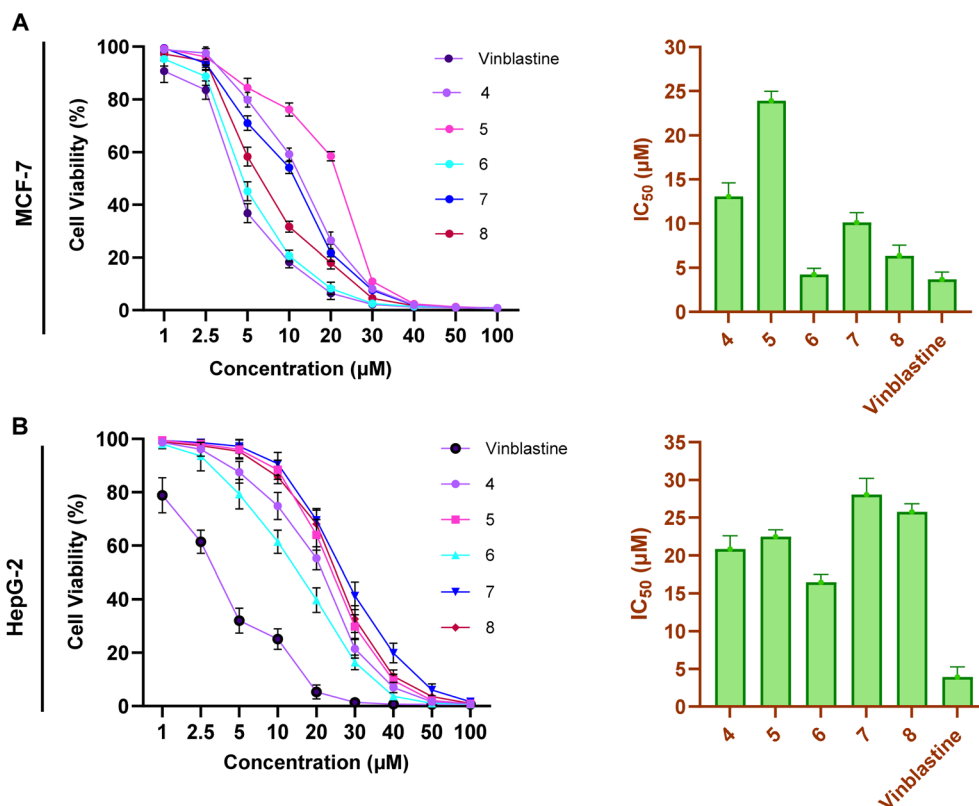 A
MCF-7
Cell Viability (%)
100
80
60
40
20
0
1 2.5 5 10 20 30 40 50 100
Concentration (µM)
Vinblastine
4
5
6
7
8
IC50 (µM)
30
25
20
15
10
5
0
4 5 6 7 8 Vinblastine
B
HepG-2
Cell Viability (%)
100
80
60
40
20
0
1 2.5 5 10 20 30 40 50 100
Concentration (µM)
Vinblastine
4
5
6
7
8
IC50 (µM)
35
30
25
20
15
10
5
0
4 5 6 7 8 Vinblastine